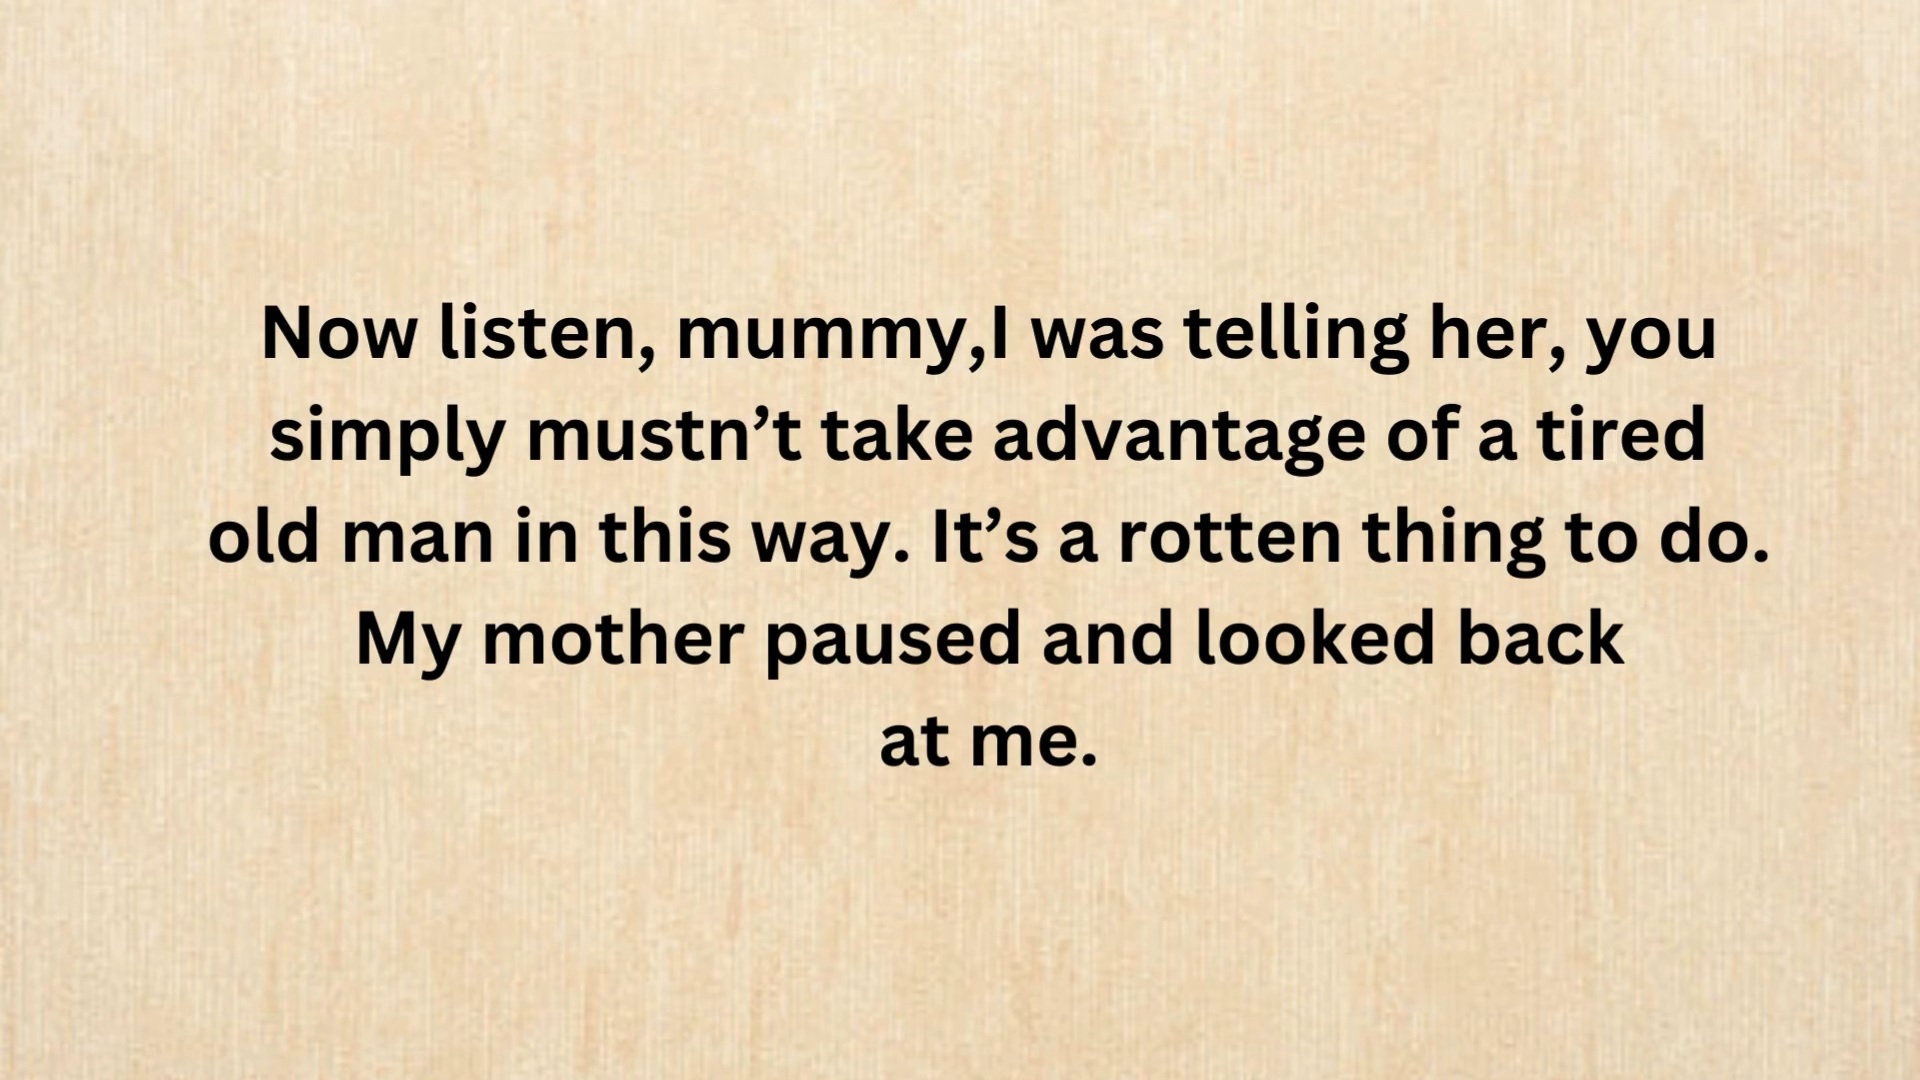 Now listen, mummy,I was telling her, you
simply mustn’t take advantage of a tired
old man in this way. It’s a rotten thing to do.
My mother paused and looked back
at me.